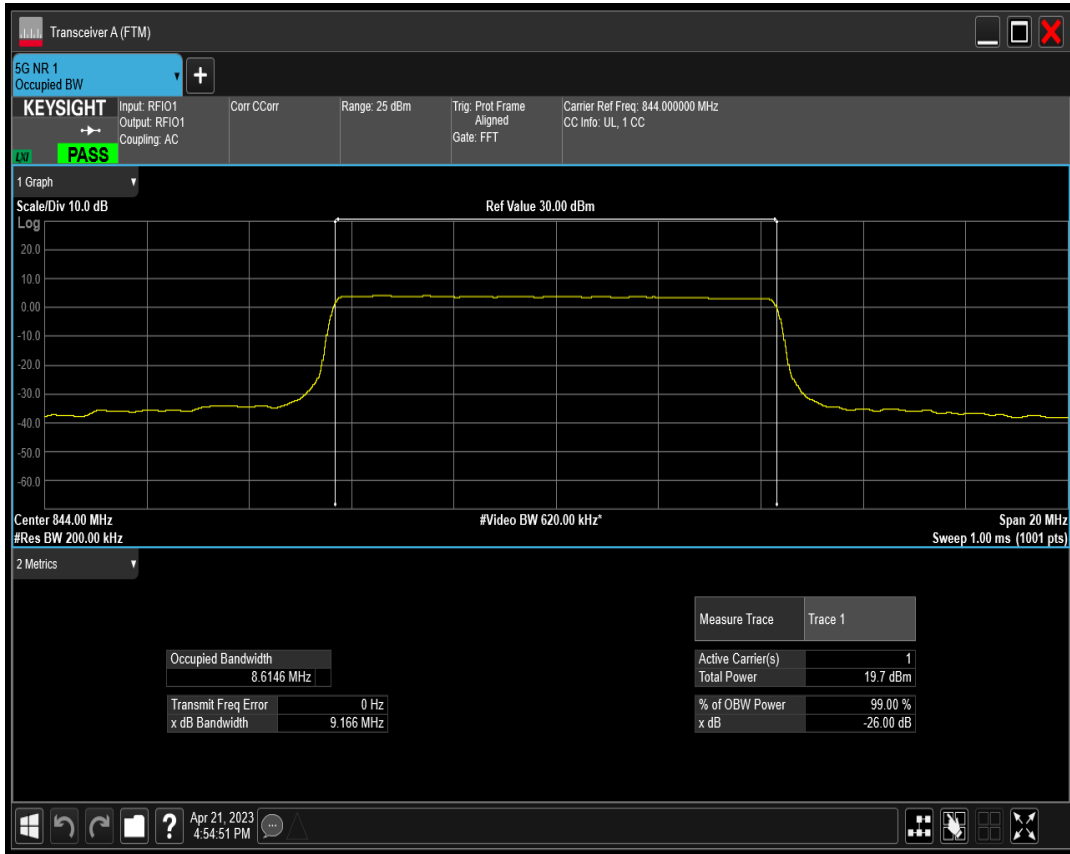 Transceiver A (FTM)
5G NR 1
Occupied BW
+
KEYSIGHT
LXI
PASS
Input: RFIO1
Output: RFIO1
Coupling: AC
Corr CCorr
Range: 25 dBm
Trig: Prot Frame
Aligned
Gate: FFT
Carrier Ref Freq: 844.000000 MHz
CC Info: UL, 1 CC
1 Graph
Scale/Div 10.0 dB
Ref Value 30.00 dBm
Log
20.0
10.0
0.00
-10.0
-20.0
-30.0
-40.0
-50.0
-60.0
Center 844.00 MHz
#Video BW 620.00 kHz*
Span 20 MHz
#Res BW 200.00 kHz
Sweep 1.00 ms (1001 pts)
2 Metrics
Measure Trace Trace 1
Occupied Bandwidth
8.6146 MHz
Active Carrier(s) 1
Total Power 19.7 dBm
Transmit Freq Error 0 Hz
x dB Bandwidth 9.166 MHz
% of OBW Power 99.00 %
x dB -26.00 dB
?
Apr 21, 2023
4:54:51 PM